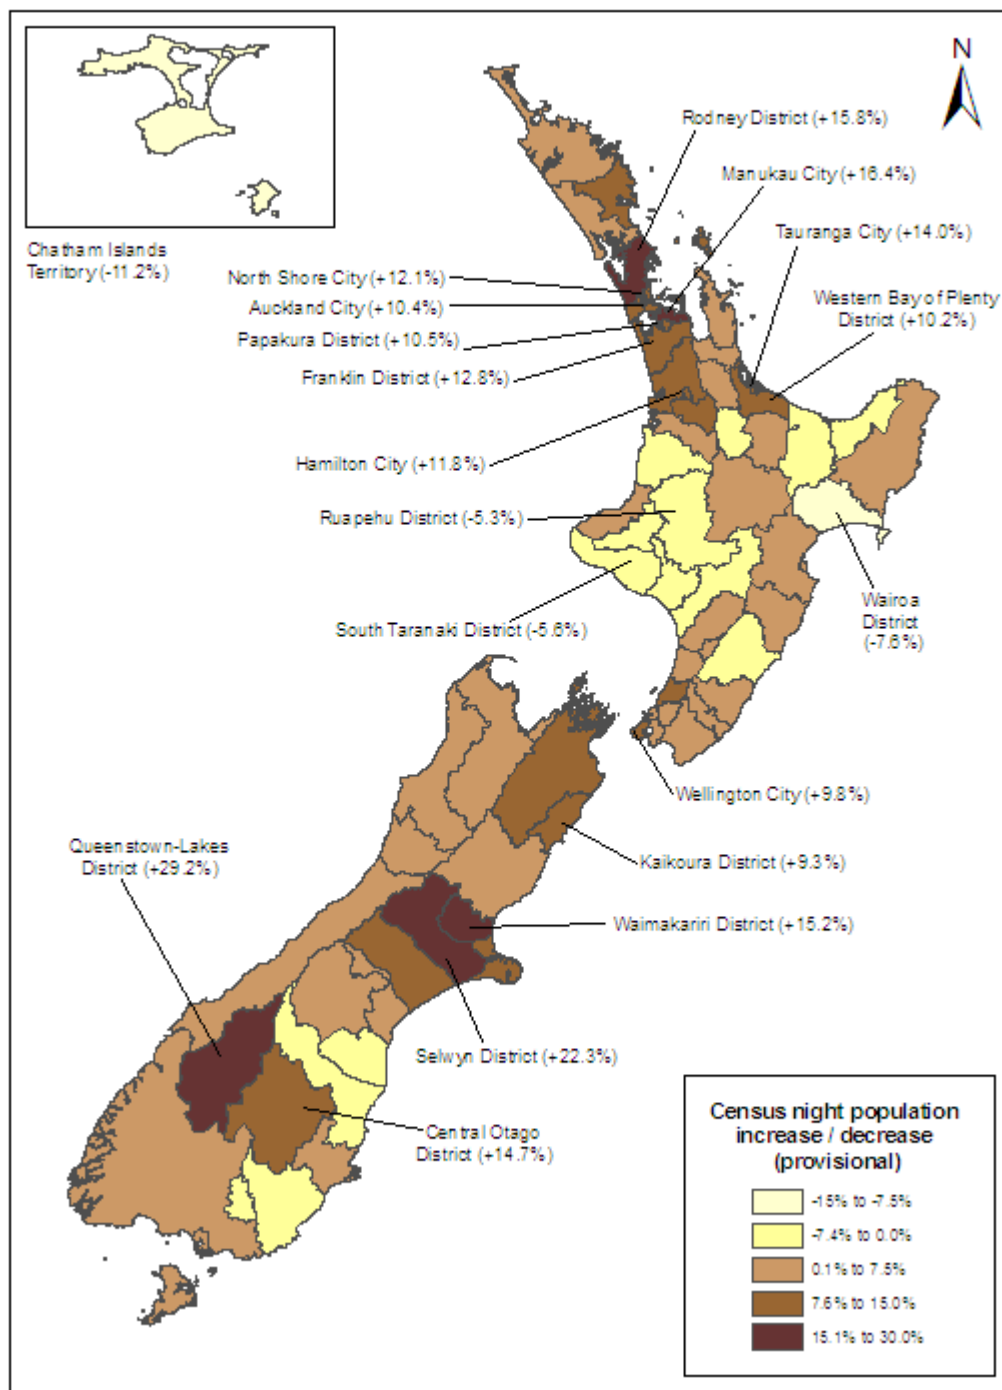 N
Rodney District (+15.8%)
Manukau City (+16.4%)
Tauranga City (+14.0%)
Chatham Islands
Territory (-11.2%)
North Shore City (+12.1%)
Auckland City (+10.4%)
Western Bay of Plenty
District (+10.2%)
Papakura District (+10.5%)
Franklin District (+12.8%)
Hamilton City (+11.8%)
Ruapehu District (-5.3%)
Wairoa
District
(-7.6%)
South Taranaki District (-5.6%)
Wellington City (+9.8%)
Queenstown-Lakes
District (+29.2%)
Kaikoura District (+9.3%)
Waimakariri District (+15.2%)
Selwyn District (+22.3%)
Central Otago
District (+14.7%)
Census night population
increase / decrease
(provisional)
-15% to -7.5%
-7.4% to 0.0%
0.1% to 7.5%
7.6% to 15.0%
15.1% to 30.0%